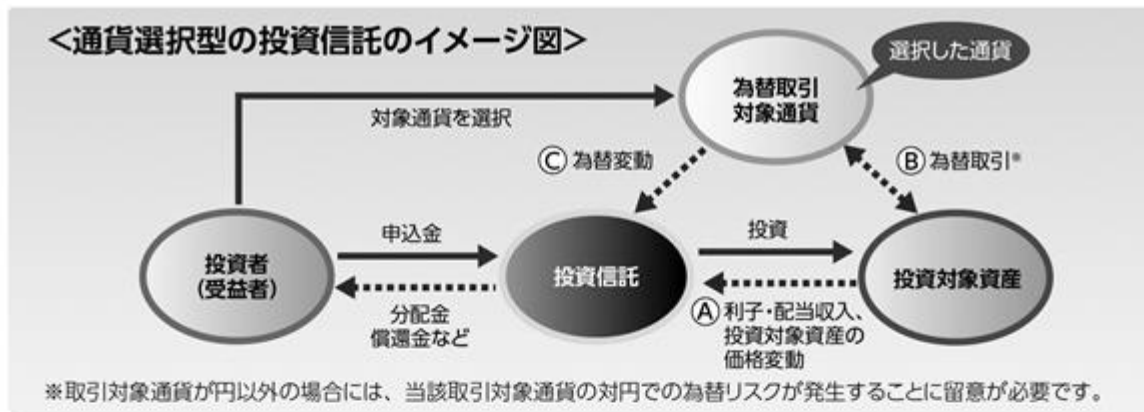 ＜通貨選択型の投資信託のイメージ図＞
選択した通貨
為替取引
対象通貨
対象通貨を選択
Ⓒ 為替変動
Ⓑ 為替取引※
申込金
投資
投資者
(受益者)
投資信託
投資対象資産
分配金
償還金など
Ⓐ 利子・配当収入、
投資対象資産の
価格変動
※取引対象通貨が円以外の場合には、当該取引対象通貨の対円での為替リスクが発生することに留意が必要です。